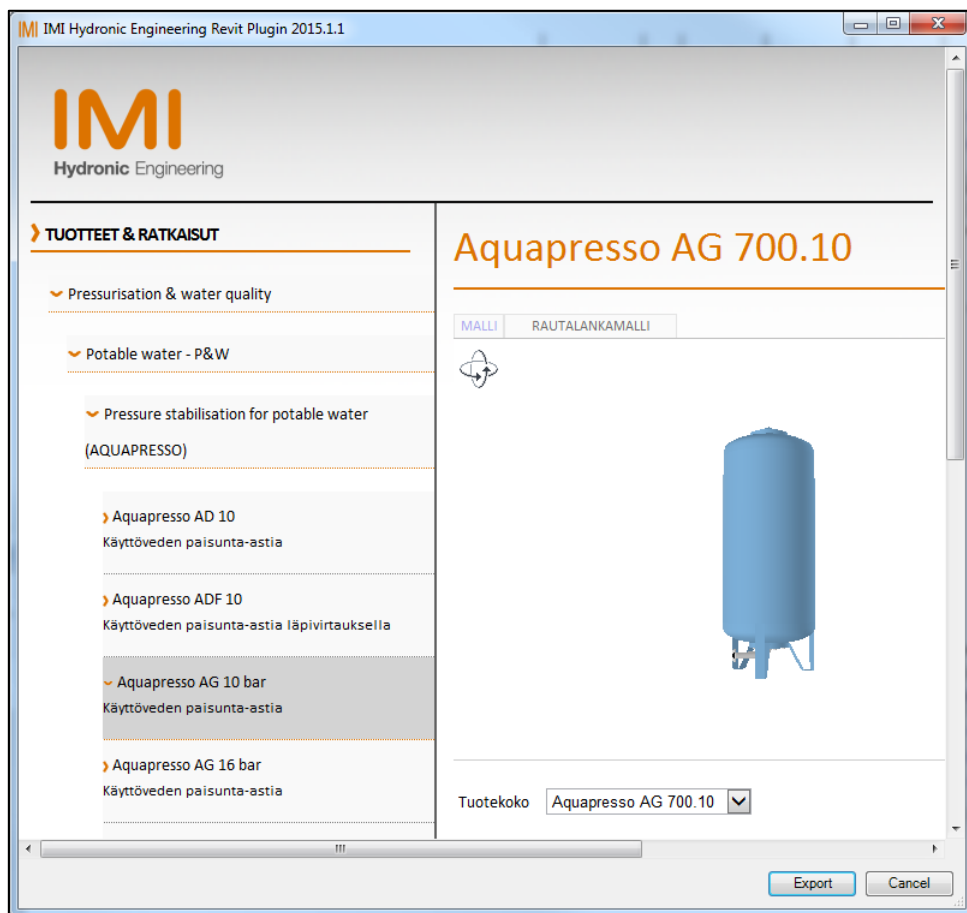 IMI IMI Hydronic Engineering Revit Plugin 2015.1.1
IMI
Hydronic Engineering
TUOTTEET & RATKAISUT
Pressurisation & water quality
Potable water - P&W
Pressure stabilisation for potable water
(AQUAPRESSO)
Aquapresso AD 10
Käyttöveden paisunta-astia
Aquapresso ADF 10
Käyttöveden paisunta-astia läpivirtauksella
Aquapresso AG 10 bar
Käyttöveden paisunta-astia
Aquapresso AG 16 bar
Käyttöveden paisunta-astia
Aquapresso AG 700.10
MALLI RAUTALANKAMALLI
Tuotekoko Aquapresso AG 700.10
Export Cancel